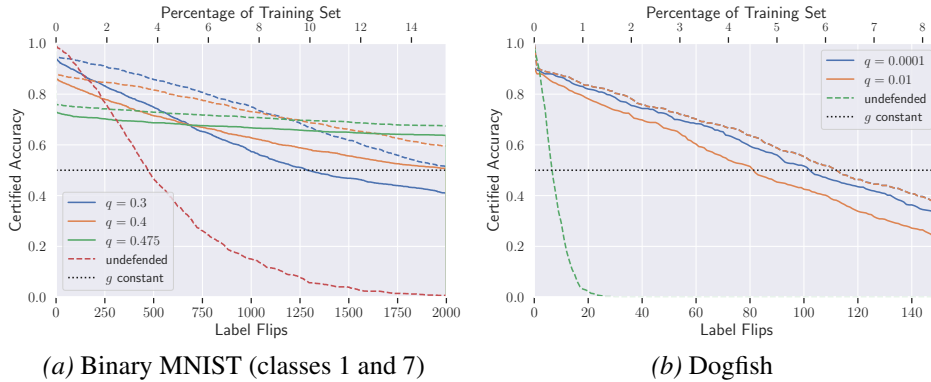 Percentage of Training Set
0 2 4 6 8 10 12 14
Certified Accuracy
1.0
0.8
0.6
0.4
0.2
0.0
q = 0.3
q = 0.4
q = 0.475
undefended
g constant
0 250 500 750 1000 1250 1500 1750 2000
Label Flips
(a) Binary MNIST (classes 1 and 7)
Percentage of Training Set
0 1 2 3 4 5 6 7 8
Certified Accuracy
1.0
0.8
0.6
0.4
0.2
0.0
q = 0.0001
q = 0.01
undefended
g constant
0 20 40 60 80 100 120 140
Label Flips
(b) Dogfish